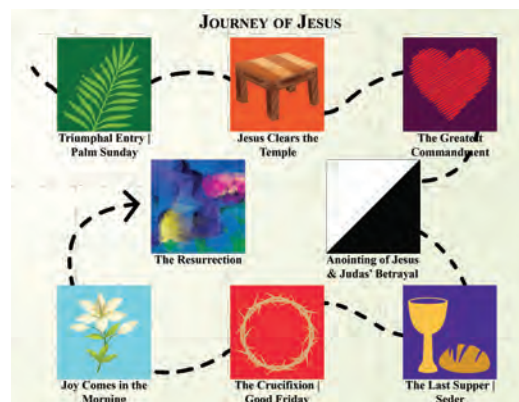 JOURNEY OF JESUS
Triumphal Entry |
Palm Sunday
Jesus Clears the
Temple
The Greatest
Commandment
The Resurrection
Anointing of Jesus
& Judas' Betrayal
Joy Comes in the
Morning
The Crucifixion |
Good Friday
The Last Supper |
Seder